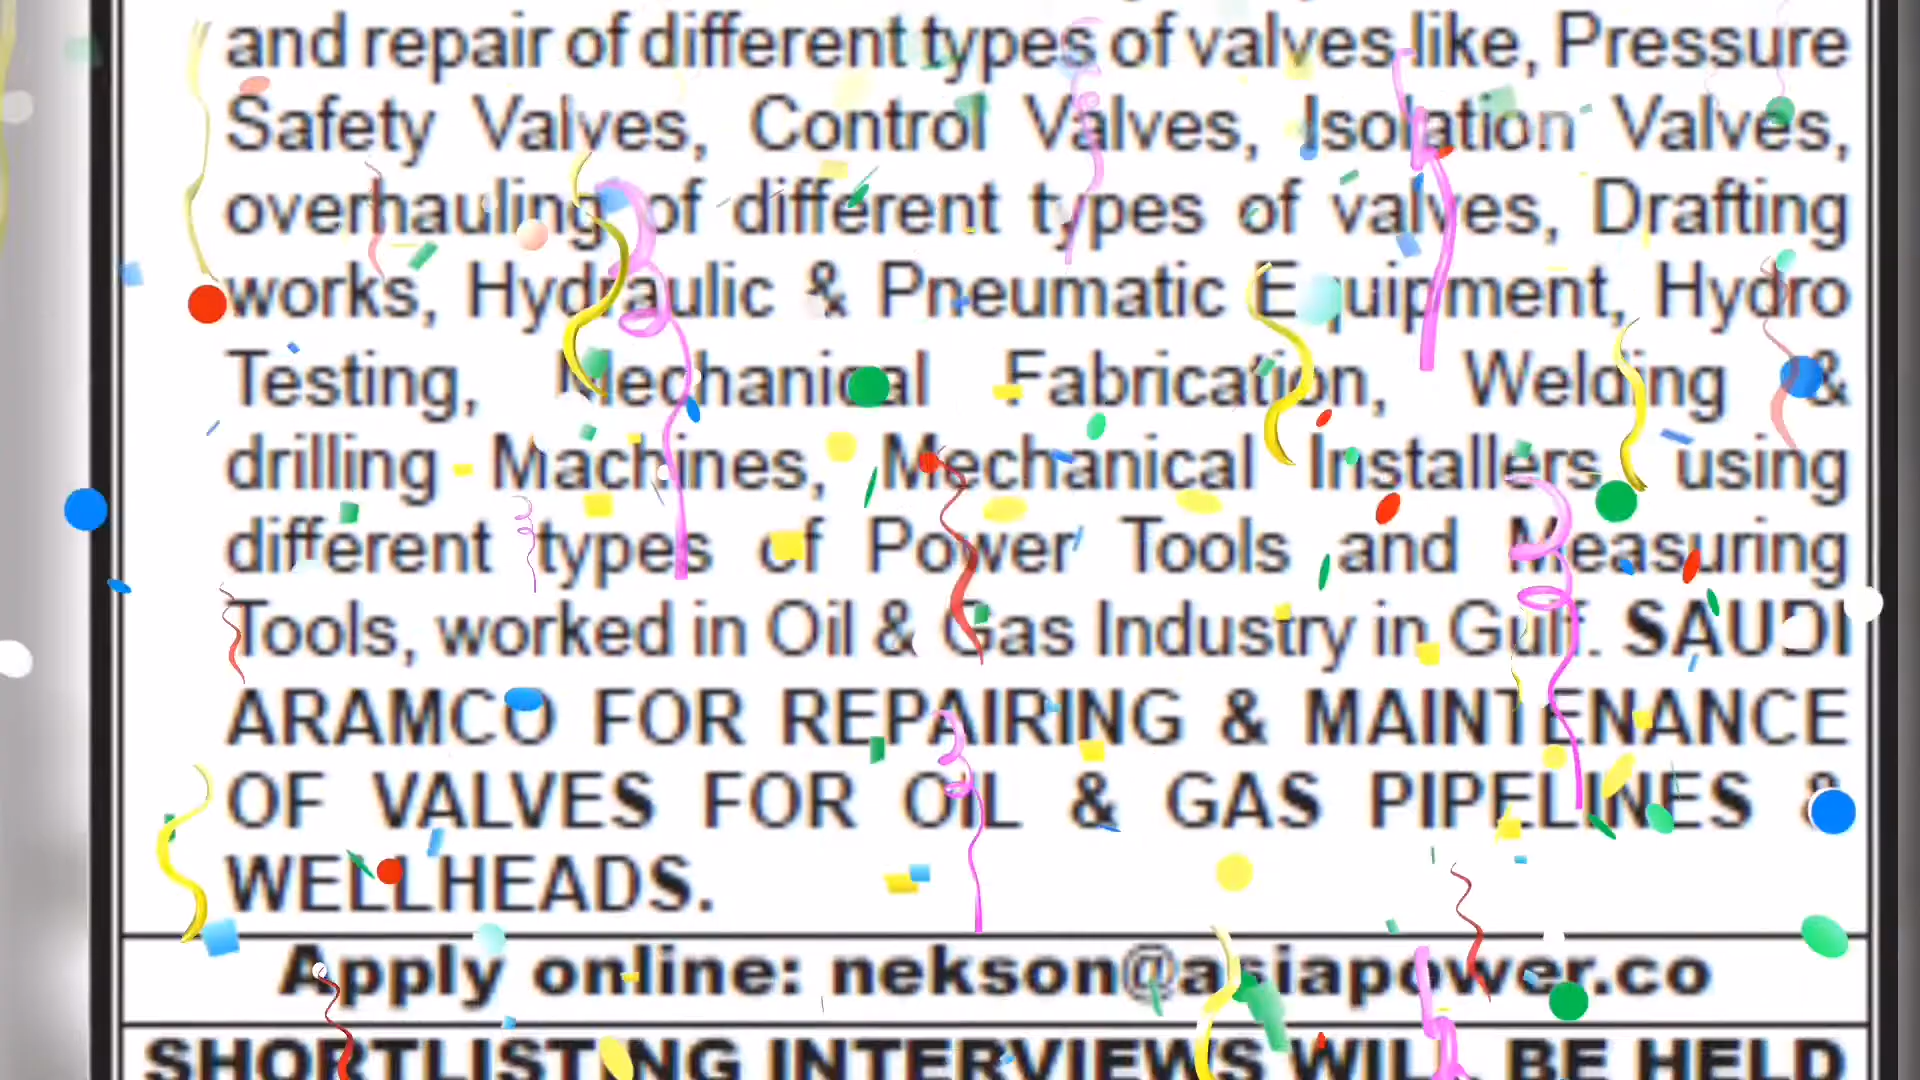 and repair of different types of valves like, Pressure
Safety Valves, Control Valves, Isolation Valves,
overhauling of different types of valves, Drafting
works, Hydraulic & Pneumatic Equipment, Hydro
Testing, Mechanical Fabrication, Welding &
drilling Machines, Mechanical Installers using
different types of Power Tools and Measuring
Tools, worked in Oil & Gas Industry in Gulf. SAUDI
ARAMCO FOR REPAIRING & MAINTENANCE
OF VALVES FOR OIL & GAS PIPELINES &
WELLHEADS.
Apply online: nekson@asiapower.co
SHORTLISTING INTERVIEWS WILL BE HELD